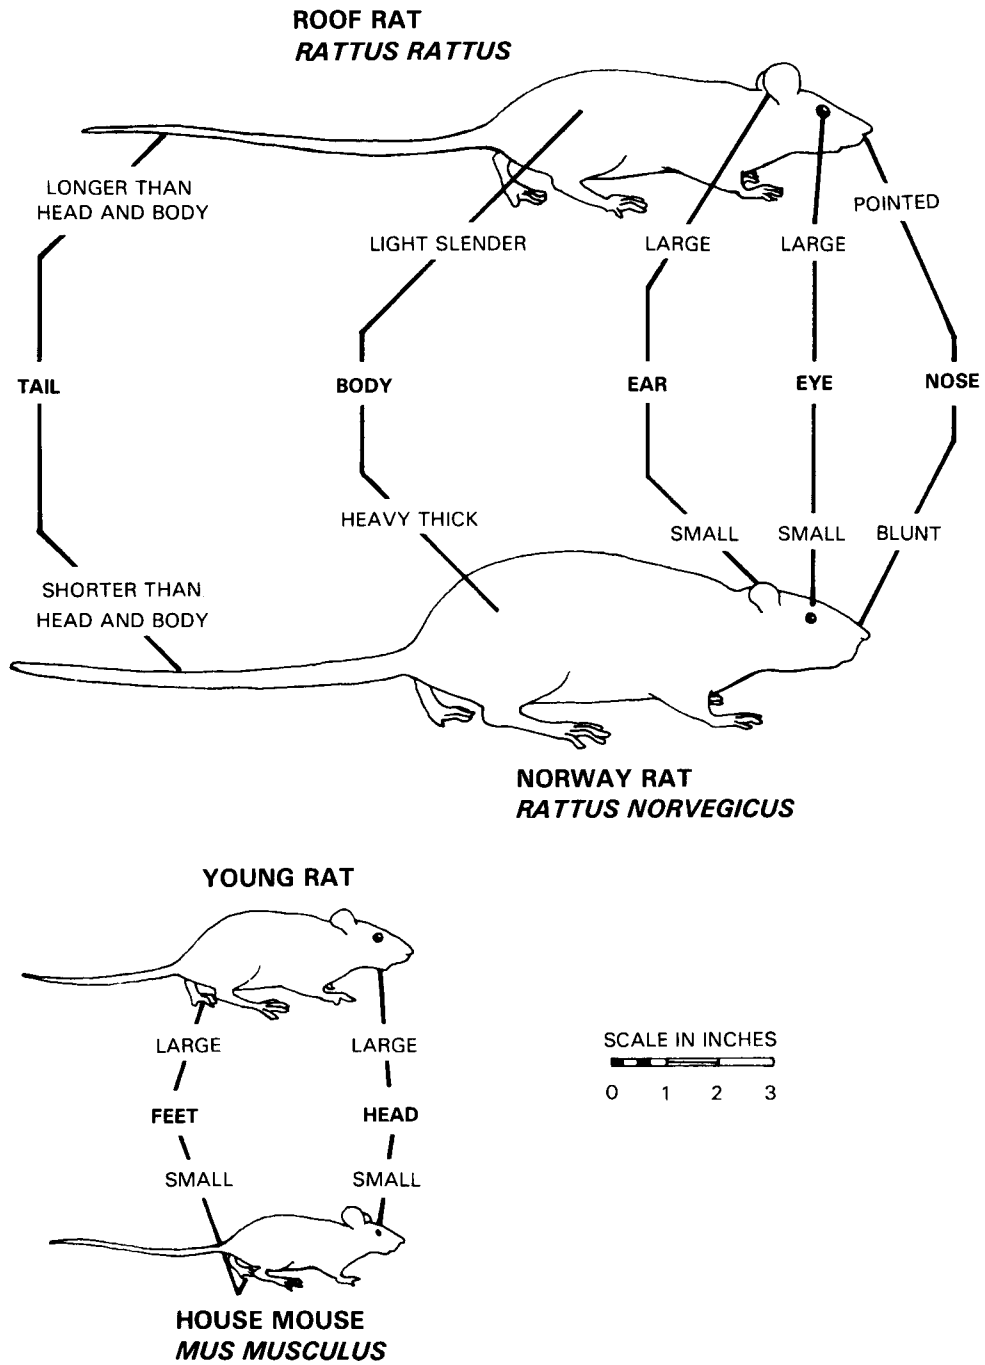 ROOF RAT
RATTUS RATTUS
LONGER THAN
HEAD AND BODY
LIGHT SLENDER
LARGE
LARGE
POINTED
TAIL
BODY
EAR
EYE
NOSE
HEAVY THICK
SMALL
SMALL
BLUNT
SHORTER THAN
HEAD AND BODY
NORWAY RAT
RATTUS NORVEGICUS
YOUNG RAT
LARGE
LARGE
FEET
HEAD
SMALL
SMALL
HOUSE MOUSE
MUS MUSCULUS
SCALE IN INCHES
0 1 2 3